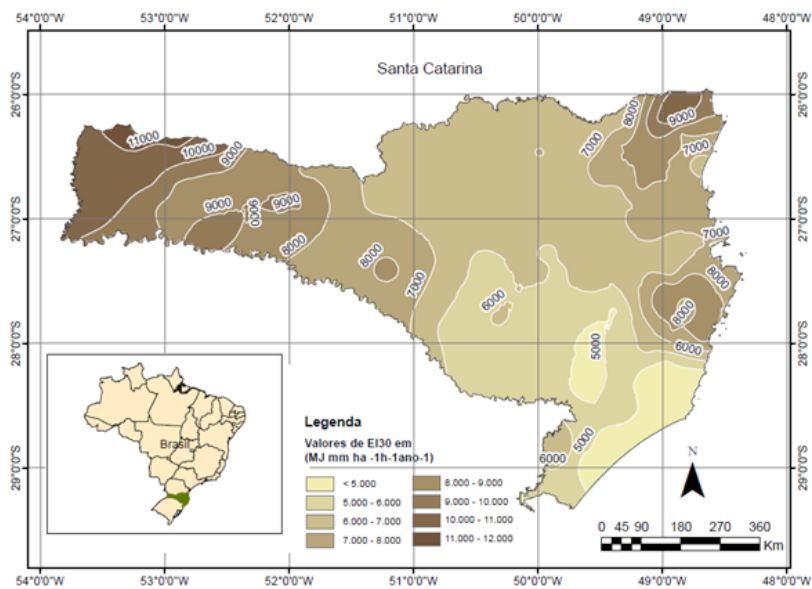 54°0'0"O 53°0'0"O 52°0'0"O 51°0'0"O 50°0'0"O 49°0'0"O 48°0'0"O
Santa Catarina
26°0'0"S 26°0'0"S
27°0'0"S 27°0'0"S
28°0'0"S 28°0'0"S
29°0'0"S 29°0'0"S
11000
10000
9000
9000
9000
9000
8000
8000
7000
6000
5000
5000
6000
7000
8000
9000
7000
7000
8000
8000
6000
Brasil
Legenda
Valores de EI30 em
(MJ mm ha -1h-1ano-1)
< 5.000
5.000 - 6.000
6.000 - 7.000
7.000 - 8.000
8.000 - 9.000
9.000 - 10.000
10.000 - 11.000
11.000 - 12.000
N
0 45 90 180 270 360
Km
54°0'0"O 53°0'0"O 52°0'0"O 51°0'0"O 50°0'0"O 49°0'0"O 48°0'0"O